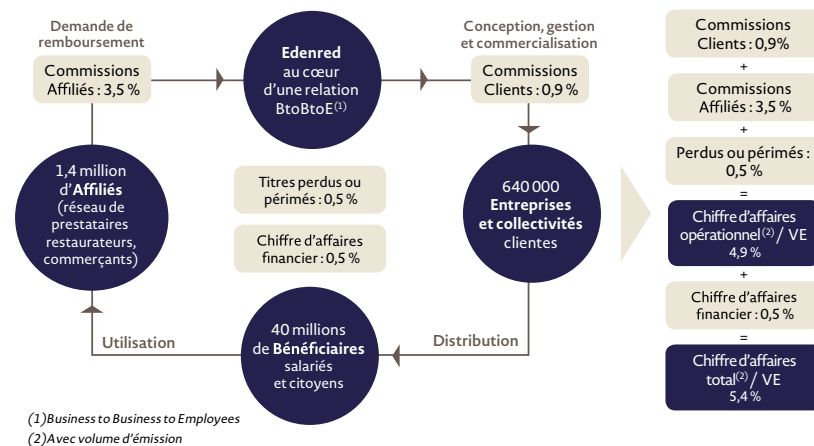 Demande de
remboursement
Commissions
Affiliés : 3,5 %
Edenred
au cœur
d'une relation
BtoBtoE(1)
Conception, gestion
et commercialisation
Commissions
Clients : 0,9 %
1,4 million
d'Affiliés
(réseau de
prestataires
restaurateurs,
commerçants)
Titres perdus ou
périmés : 0,5 %
Chiffre d'affaires
financier : 0,5 %
640 000
Entreprises
et collectivités
clientes
Utilisation
40 millions
de Bénéficiaires
salariés
et citoyens
Distribution
Commissions
Clients : 0,9%
+
Commissions
Affiliés : 3,5 %
+
Perdus ou périmés :
0,5 %
=
Chiffre d'affaires
opérationnel(2) / VE
4,9 %
+
Chiffre d'affaires
financier : 0,5 %
=
Chiffre d'affaires
total(2) / VE
5,4 %
(1)Business to Business to Employees
(2)Avec volume d'émission